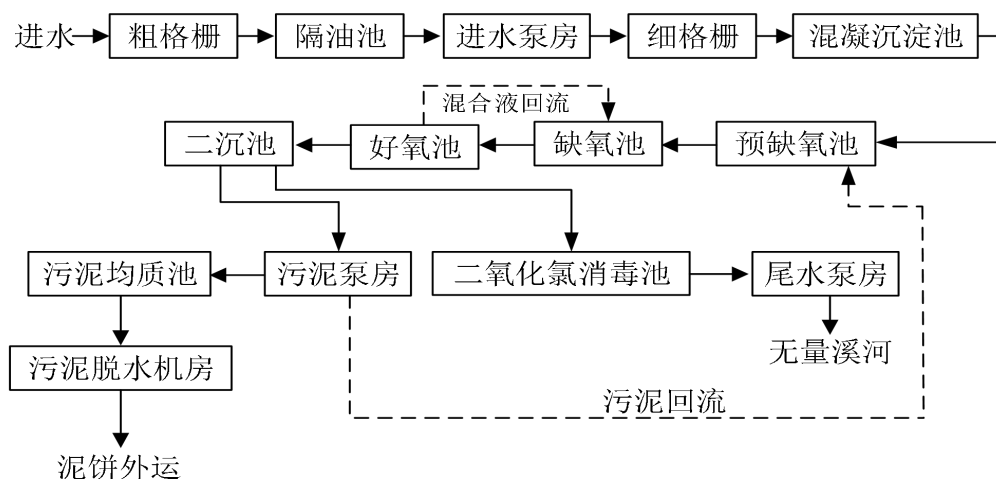 进水
粗格栅
隔油池
进水泵房
细格栅
混凝沉淀池
混合液回流
二沉池
好氧池
缺氧池
预缺氧池
污泥均质池
污泥泵房
二氧化氯消毒池
尾水泵房
无量溪河
污泥脱水机房
污泥回流
泥饼外运